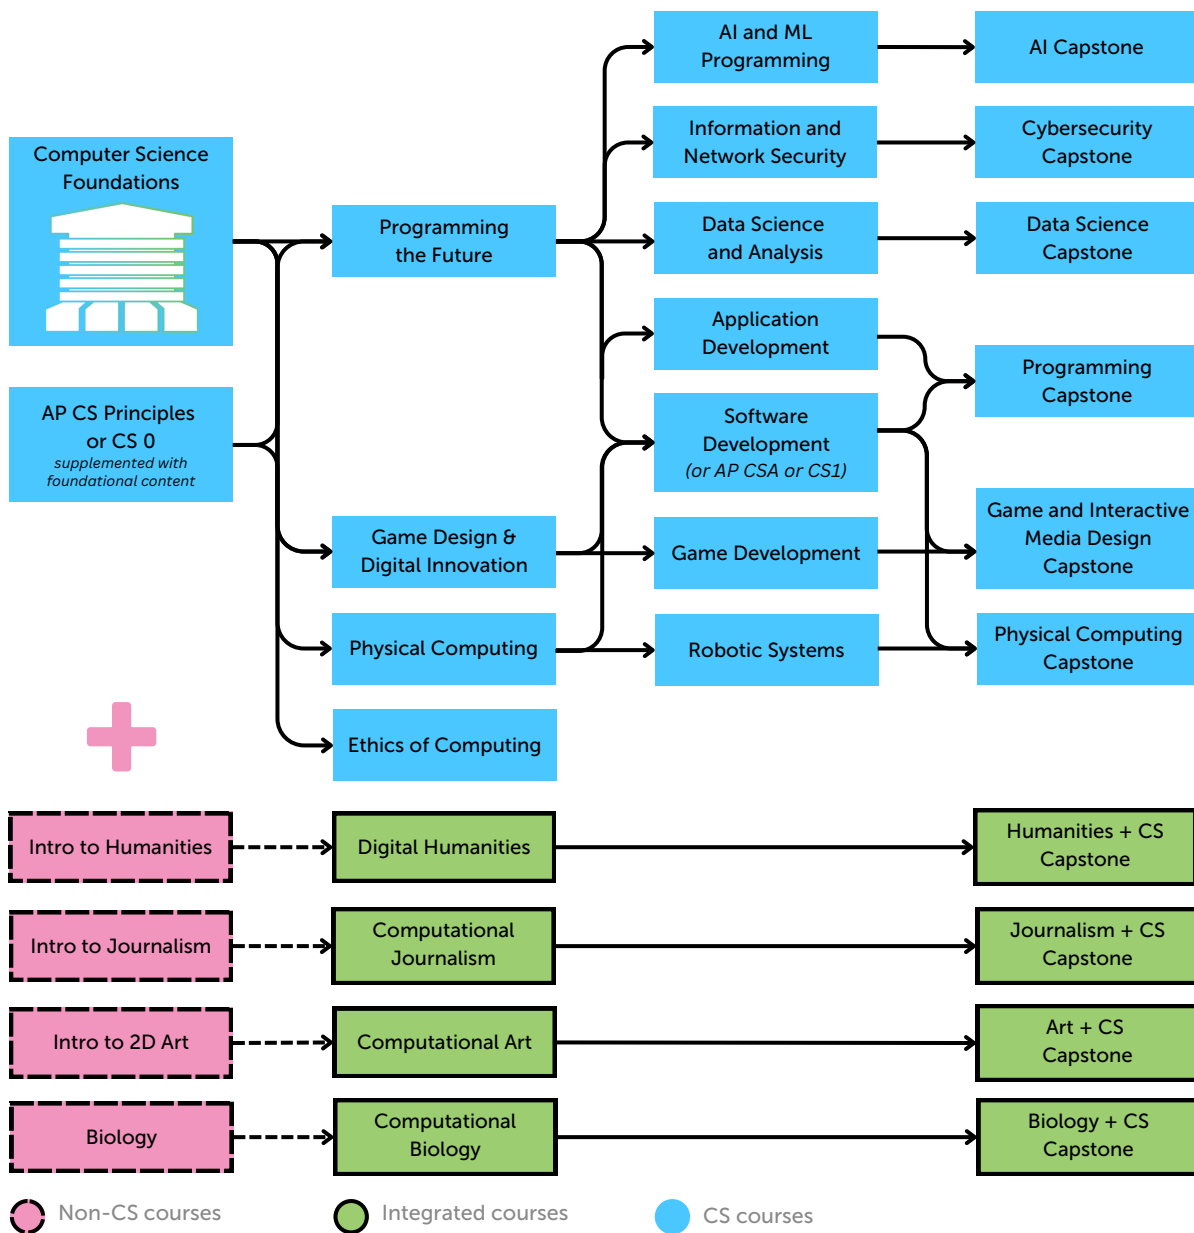 AI and ML
Programming
AI Capstone
Computer Science
Foundations
Information and
Network Security
Cybersecurity
Capstone
Programming
the Future
Data Science
and Analysis
Data Science
Capstone
Application
Development
Programming
Capstone
AP CS Principles
or CS 0
supplemented with
foundational content
Software
Development
(or AP CSA or CS1)
Game Design &
Digital Innovation
Game Development
Game and Interactive
Media Design
Capstone
Physical Computing
Robotic Systems
Physical Computing
Capstone
Ethics of Computing
Intro to Humanities
Digital Humanities
Humanities + CS
Capstone
Intro to Journalism
Computational
Journalism
Journalism + CS
Capstone
Intro to 2D Art
Computational Art
Art + CS
Capstone
Biology
Computational
Biology
Biology + CS
Capstone
Non-CS courses
Integrated courses
CS courses